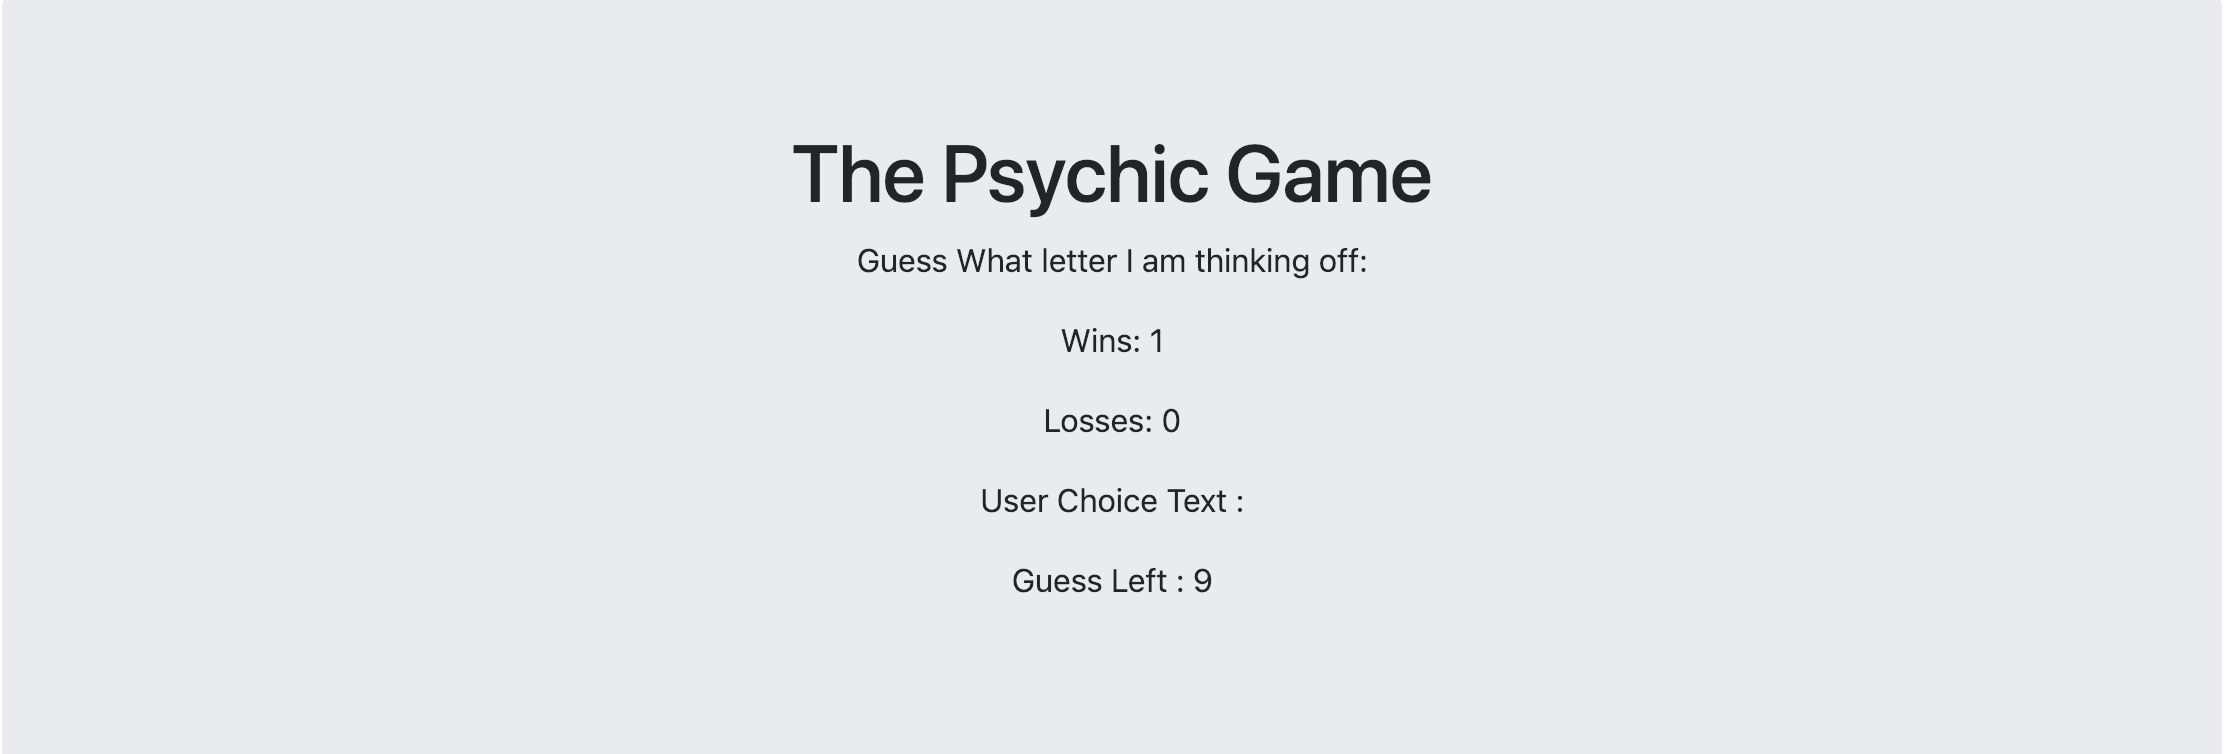 The Psychic Game
Guess What letter I am thinking off:
Wins: 1
Losses: 0
User Choice Text :
Guess Left : 9